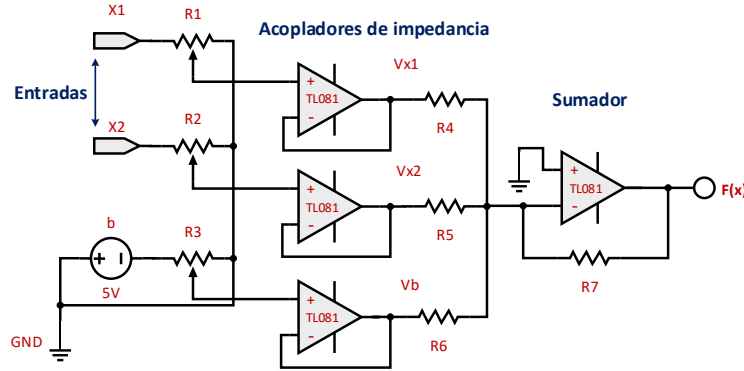 X1
R1
Acopladores de impedancia
Vx1
+
TL081
-
R4
Entradas
Sumador
X2
R2
Vx2
+
TL081
-
R5
+
TL081
-
F(x)
b
R3
+ -
5V
Vb
+
TL081
-
R6
R7
GND